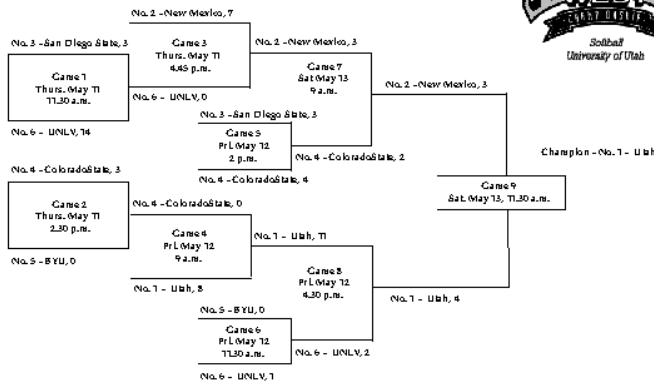 No. 2 - New Mexico, 7
No. 3 - San Diego State, 3
Game 3
Thurs. May 11
4:45 p.m.
No. 2 - New Mexico, 3
Softball
University of Utah
Game 1
Thurs. May 11
11:30 a.m.
Game 7
Sat. May 13
9 a.m.
No. 2 - New Mexico, 3
No. 6 - UNLV, 0
No. 3 - San Diego State, 3
No. 6 - UNLV, 14
Game 5
Fri. May 12
2 p.m.
No. 4 - Colorado State, 2
Champion - No. 1 - Utah
No. 4 - Colorado State, 3
No. 4 - Colorado State, 4
Game 9
Sat. May 13, 11:30 a.m.
Game 2
Thurs. May 11
2:30 p.m.
No. 4 - Colorado State, 0
Game 4
Fri. May 12
9 a.m.
No. 1 - Utah, 11
No. 5 - BYU, 0
Game 8
Fri. May 12
4:30 p.m.
No. 1 - Utah, 8
No. 1 - Utah, 4
No. 5 - BYU, 0
Game 6
Fri. May 12
11:30 a.m.
No. 6 - UNLV, 2
No. 6 - UNLV, 1